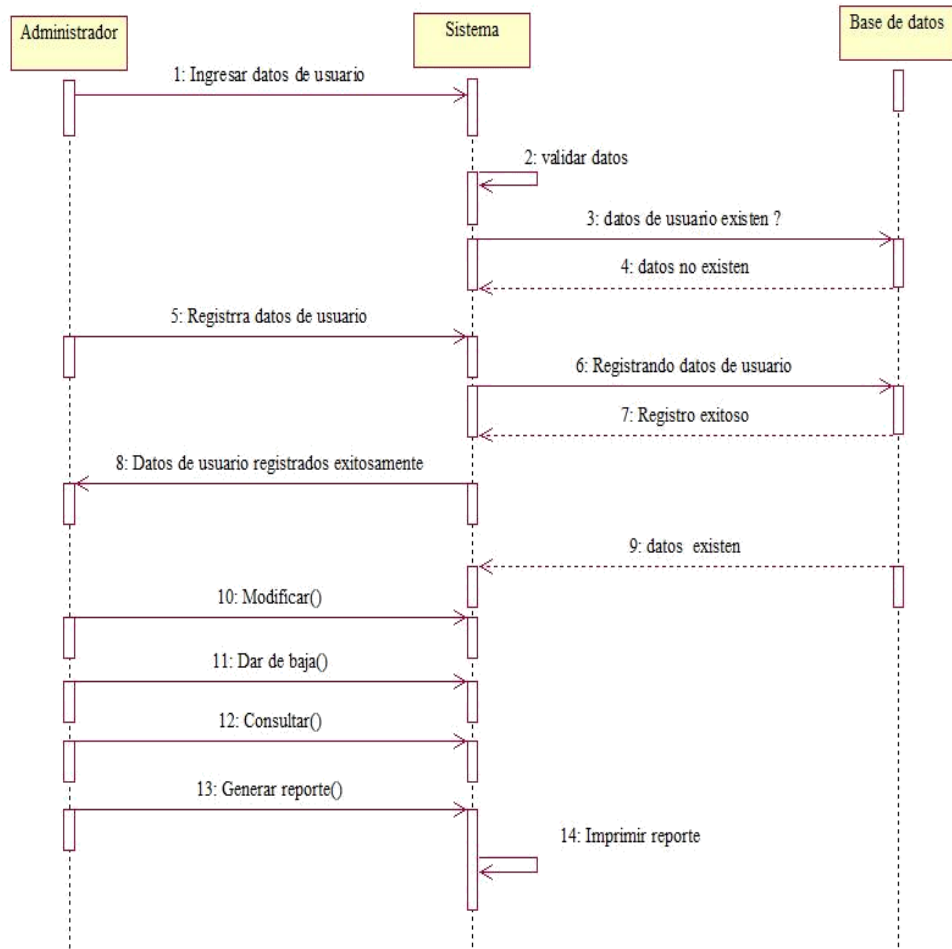 Administrador
Sistema
Base de datos
1: Ingresar datos de usuario
2: validar datos
3: datos de usuario existen ?
4: datos no existen
5: Registrra datos de usuario
6: Registrando datos de usuario
7: Registro exitoso
8: Datos de usuario registrados exitosamente
9: datos existen
10: Modificar()
11: Dar de baja()
12: Consultar()
13: Generar reporte()
14: Imprimir reporte